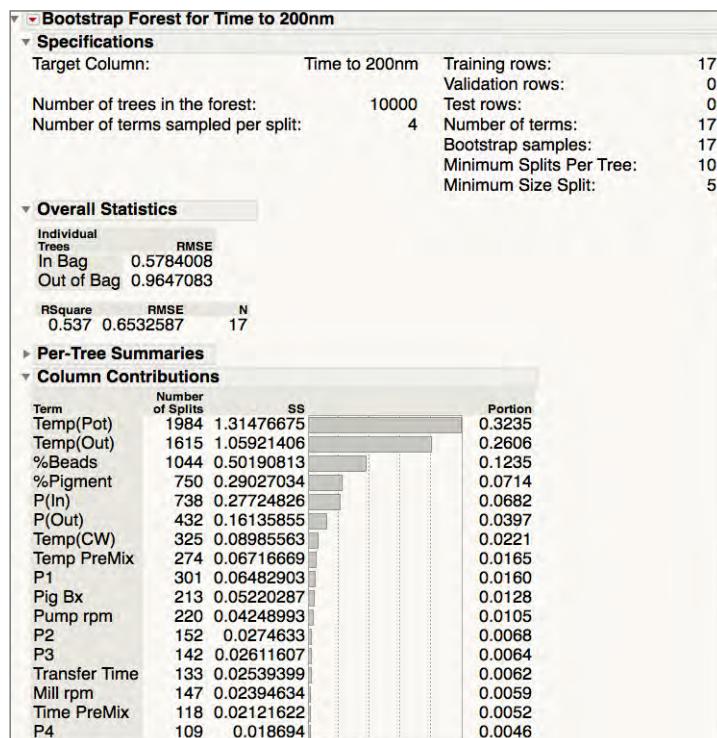 Bootstrap Forest for Time to 200nm
Specifications
Target Column: Time to 200nm Training rows: 17
Validation rows: 0
Number of trees in the forest: 10000 Test rows: 0
Number of terms sampled per split: 4 Number of terms: 17
Bootstrap samples: 17
Minimum Splits Per Tree: 10
Minimum Size Split: 5
Overall Statistics
Individual
Trees RMSE
In Bag 0.5784008
Out of Bag 0.9647083
RSquare RMSE N
0.537 0.6532587 17
Per-Tree Summaries
Column Contributions
Number
Term of Splits SS Portion
Temp(Pot) 1984 1.31476675 0.3235
Temp(Out) 1615 1.05921406 0.2606
%Beads 1044 0.50190813 0.1235
%Pigment 750 0.29027034 0.0714
P(In) 738 0.27724826 0.0682
P(Out) 432 0.16135855 0.0397
Temp(CW) 325 0.08985563 0.0221
Temp PreMix 274 0.06716669 0.0165
P1 301 0.06482903 0.0160
Pig Bx 213 0.05220287 0.0128
Pump rpm 220 0.04248993 0.0105
P2 152 0.0274633 0.0068
P3 142 0.02611607 0.0064
Transfer Time 133 0.02539399 0.0062
Mill rpm 147 0.02394634 0.0059
Time PreMix 118 0.02121622 0.0052
P4 109 0.018694 0.0046